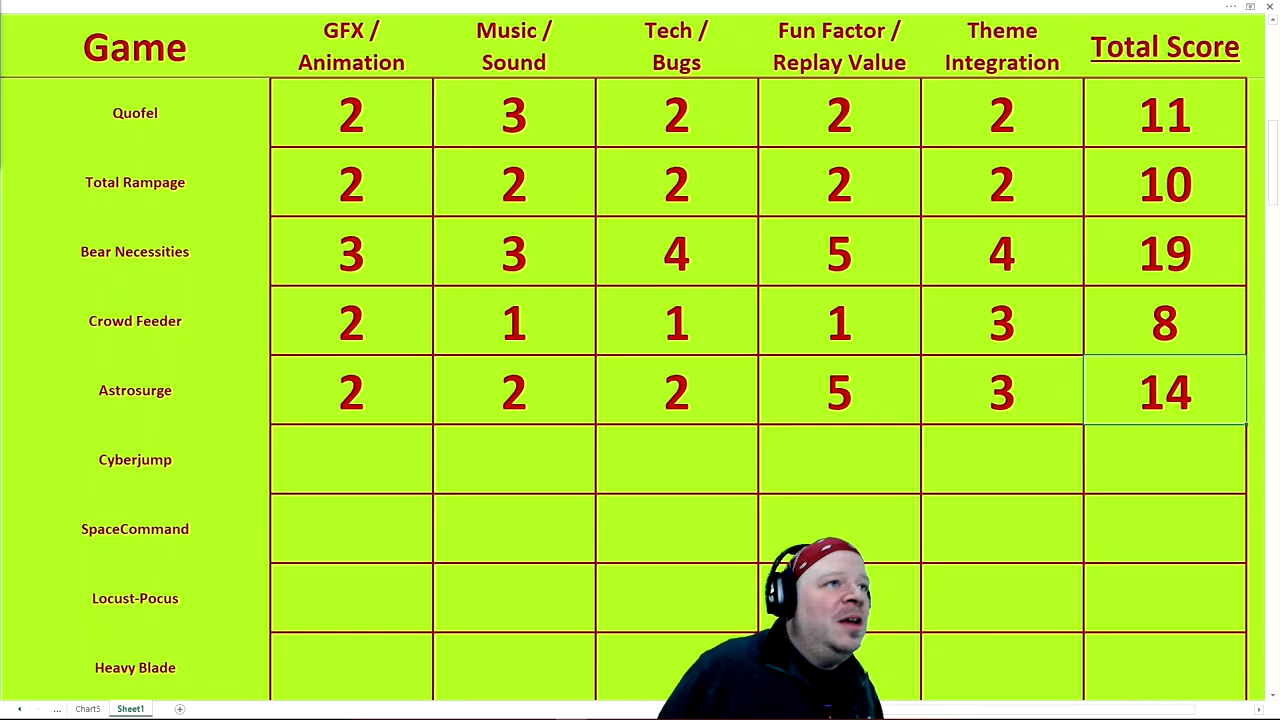 Game GFX / Animation Music / Sound Tech / Bugs Fun Factor / Replay Value Theme Integration Total Score
Quofel 2 3 2 2 2 11
Total Rampage 2 2 2 2 2 10
Bear Necessities 3 3 4 5 4 19
Crowd Feeder 2 1 1 1 3 8
Astrosurge 2 2 2 5 3 14
Cyberjump
SpaceCommand
Locust-Pocus
Heavy Blade
... Chart5 Sheet1